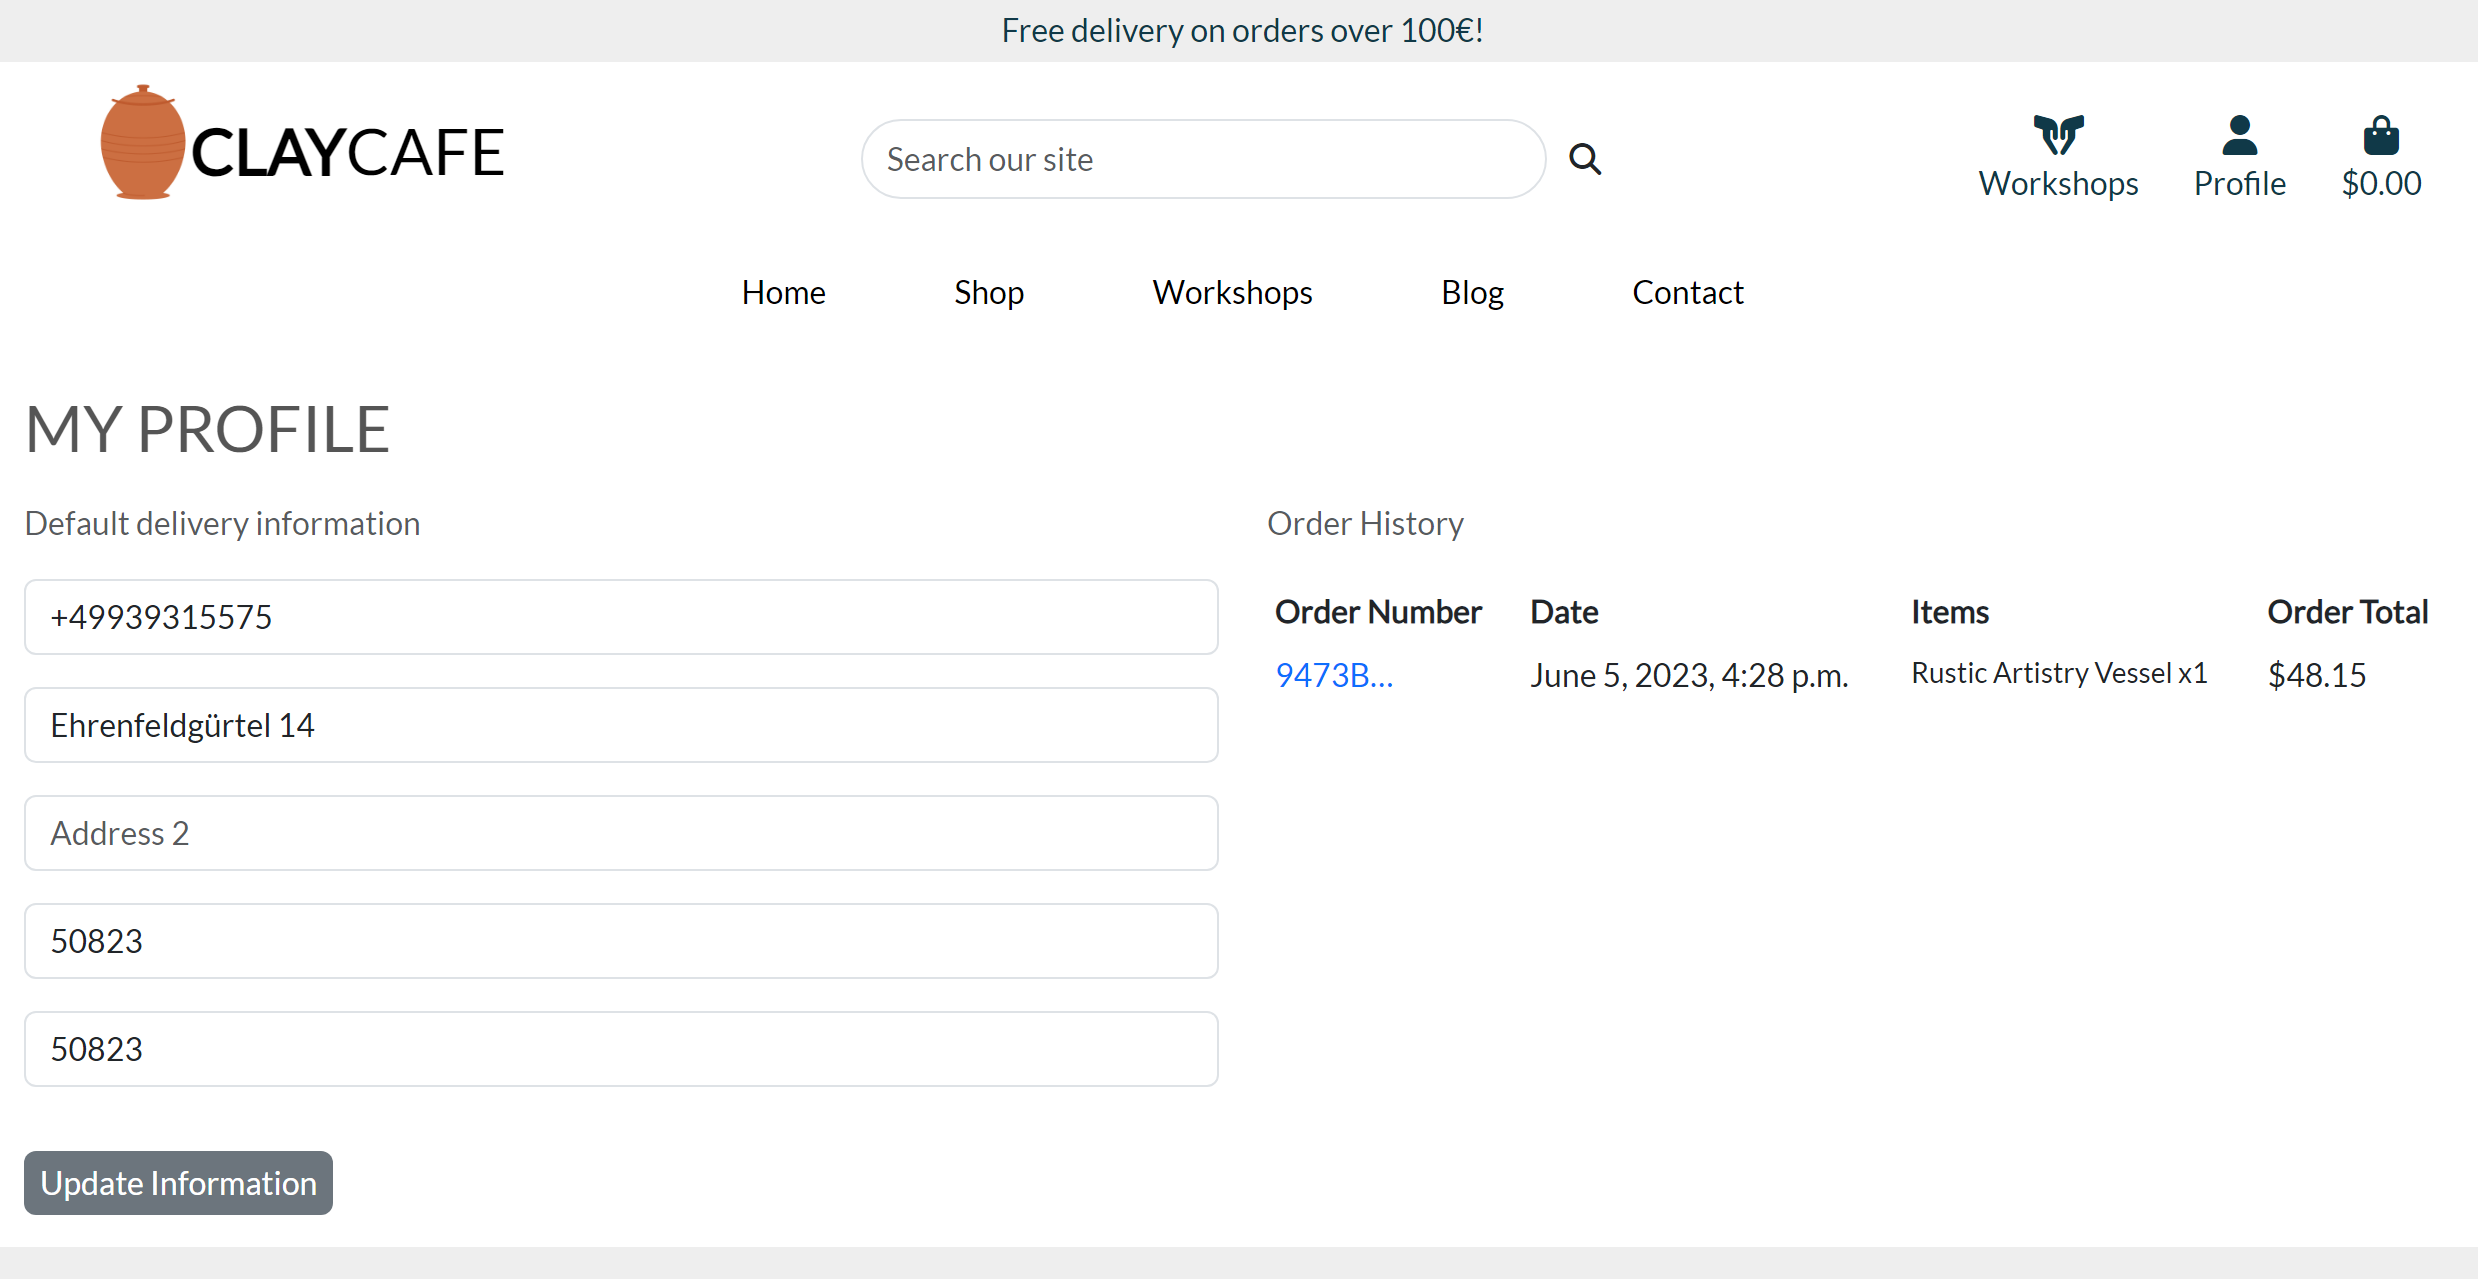 Free delivery on orders over 100€!
CLAYCAFE
Search our site
Workshops
Profile
$0.00
Home Shop Workshops Blog Contact
MY PROFILE
Default delivery information
+49939315575
Ehrenfeldgürtel 14
Address 2
50823
50823
Update Information
Order History
Order Number Date Items Order Total
9473B... June 5, 2023, 4:28 p.m. Rustic Artistry Vessel x1 $48.15